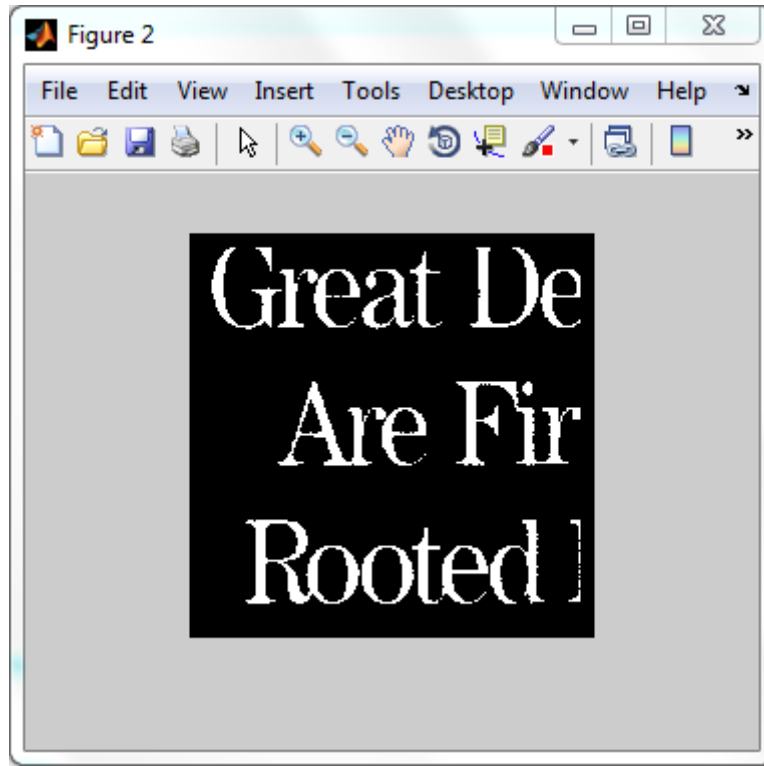 Figure 2
File Edit View Insert Tools Desktop Window Help
Great De
Are Fir
Rooted